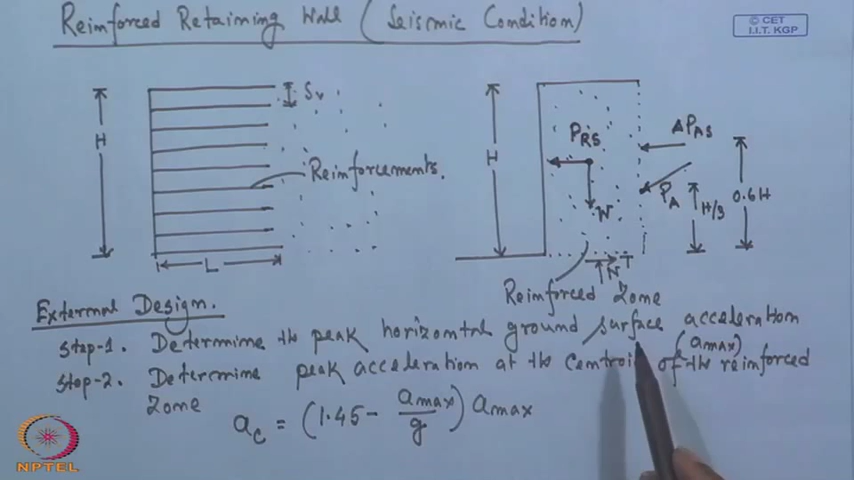 Reinforced Retaining Wall (Seismic Condition)
© CET
I.I.T. KGP
H
Sv
Reinforcements.
L
H
PRS
W
ΔPAS
PA
H/3
0.6H
N
T
Reinforced Zone
External Design.
Step-1. Determine the peak horizontal ground surface acceleration
(amax)
Step-2. Determine peak acceleration at the centroid of the reinforced
Zone
ac = (1.45 - amax/g) amax
NPTEL